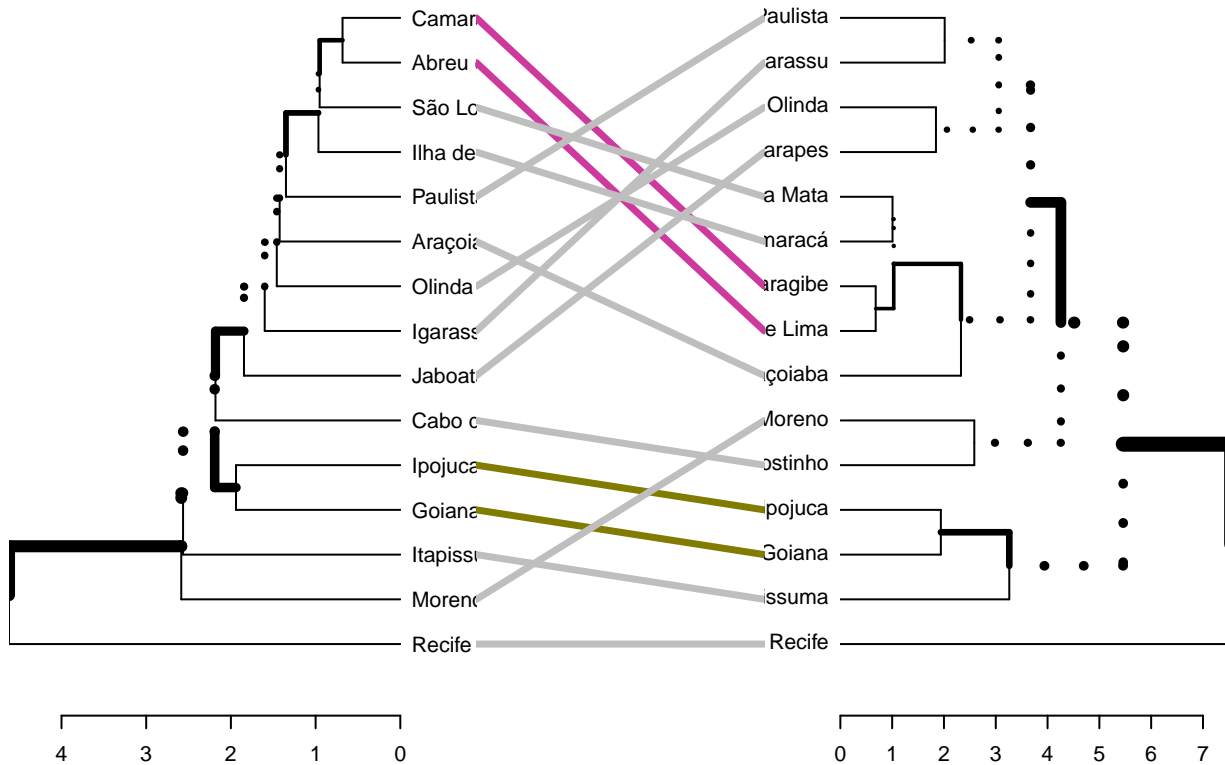 Camar
Abreu
São Lo
Ilha de
Paulist
Araçoia
Olinda
Igarass
Jaboat
Cabo d
Ipojuca
Goiana
Itapissu
Moreno
Recife
4 3 2 1 0
Paulista
arassu
Olinda
arapes
a Mata
maracá
aragibe
e Lima
çoiaba
Moreno
ostinho
pojuca
Goiana
issuma
Recife
0 1 2 3 4 5 6 7